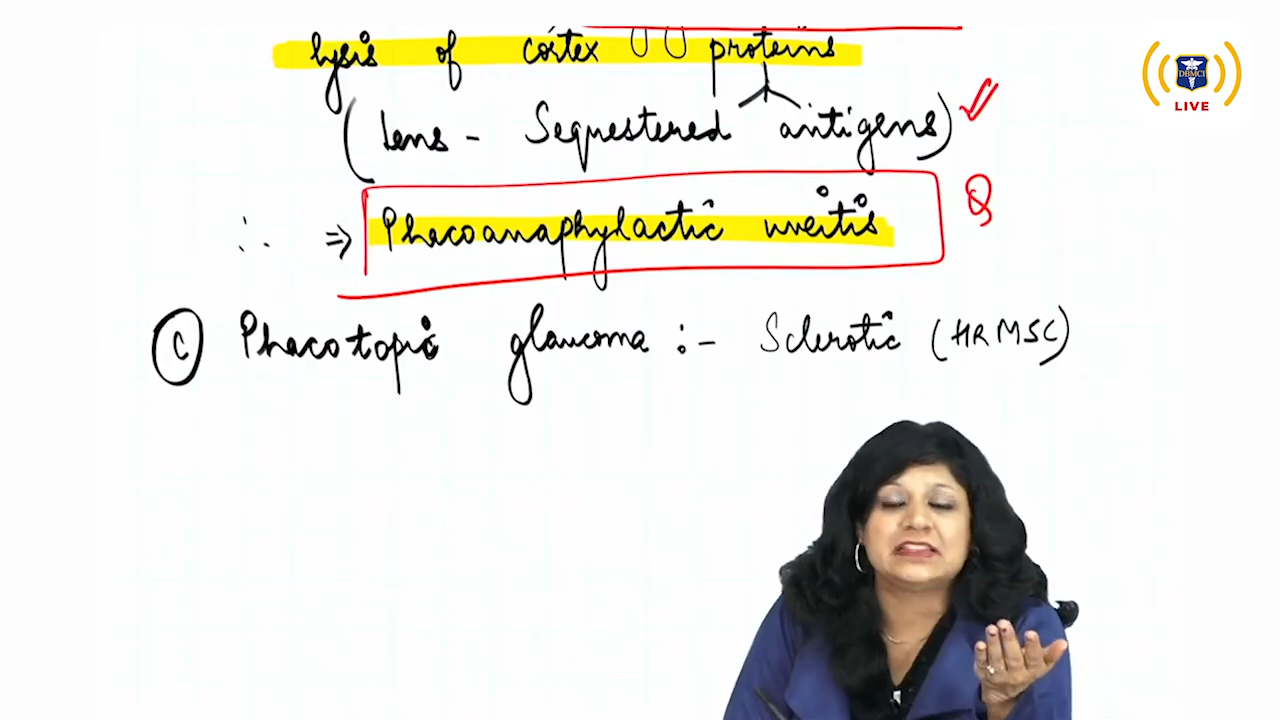 lysis of cortex proteins
(Lens - Sequestered antigens)
∴ ⇒ Phacoanaphylactic uveitis Q
(C) Phacotopic glaucoma :- Sclerotic (HRMSC)
DBMCI
LIVE